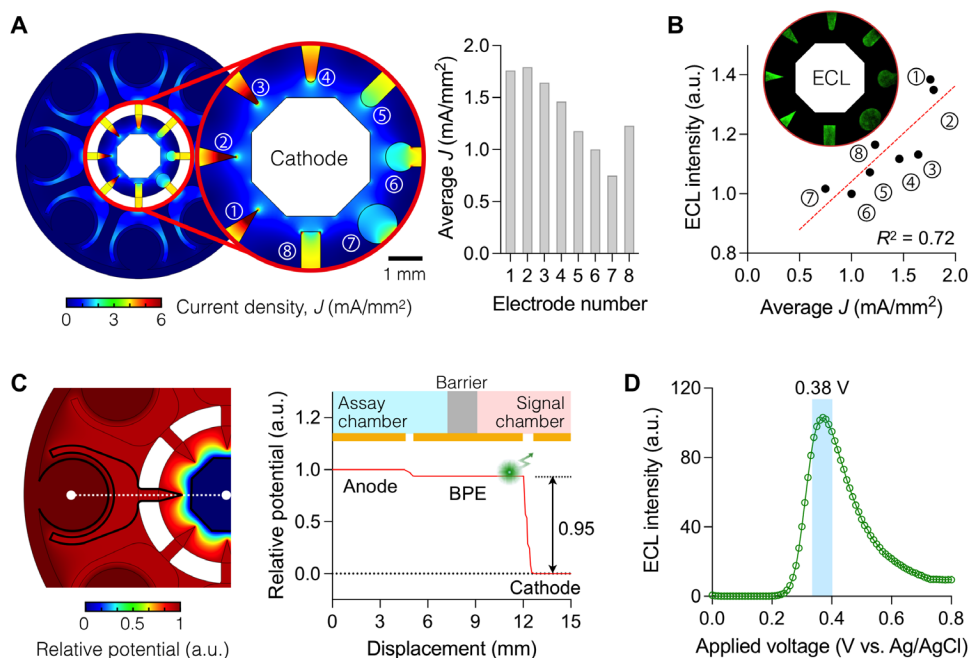 A
③
④
⑤
②
Cathode
⑥
①
⑦
⑧
1 mm
0 3 6
Current density, J (mA/mm²)
Average J (mA/mm²)
2.0
1.5
1.0
0.5
0.0
1 2 3 4 5 6 7 8
Electrode number
B
ECL intensity (a.u.)
1.4
1.2
1.0
0.8
ECL
①
②
⑧
③
④
⑤
⑦
⑥
R² = 0.72
0.0 0.5 1.0 1.5 2.0
Average J (mA/mm²)
C
0 0.5 1
Relative potential (a.u.)
Relative potential (a.u.)
1.2
1.0
0.5
0.0
Barrier
Assay
chamber
Signal
chamber
Anode
BPE
0.95
Cathode
0 3 6 9 12 15
Displacement (mm)
D
ECL intensity (a.u.)
120
80
40
0
0.38 V
0.0 0.2 0.4 0.6 0.8
Applied voltage (V vs. Ag/AgCl)